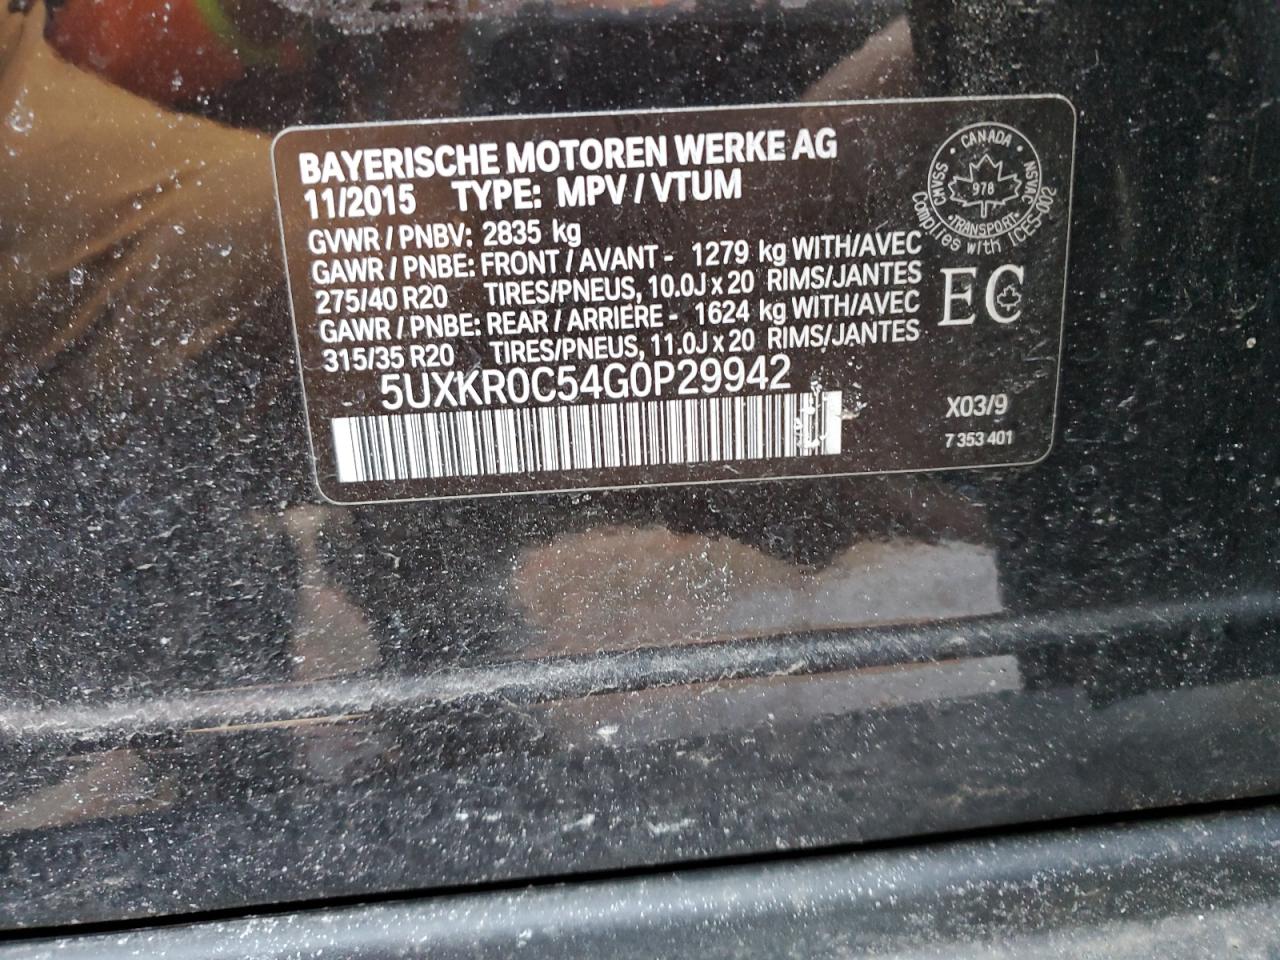 BAYERISCHE MOTOREN WERKE AG
11/2015 TYPE: MPV / VTUM
GVWR / PNBV: 2835 kg
GAWR / PNBE: FRONT / AVANT - 1279 kg WITH/AVEC
275/40 R20 TIRES/PNEUS, 10.0J x 20 RIMS/JANTES
GAWR / PNBE: REAR / ARRIÈRE - 1624 kg WITH/AVEC
315/35 R20 TIRES/PNEUS, 11.0J x 20 RIMS/JANTES
5UXKR0C54G0P29942
CANADA
CMVSS · NSVAC
978
TRANSPORT
Complies with ICES-002
EC
X03/9
7 353 401